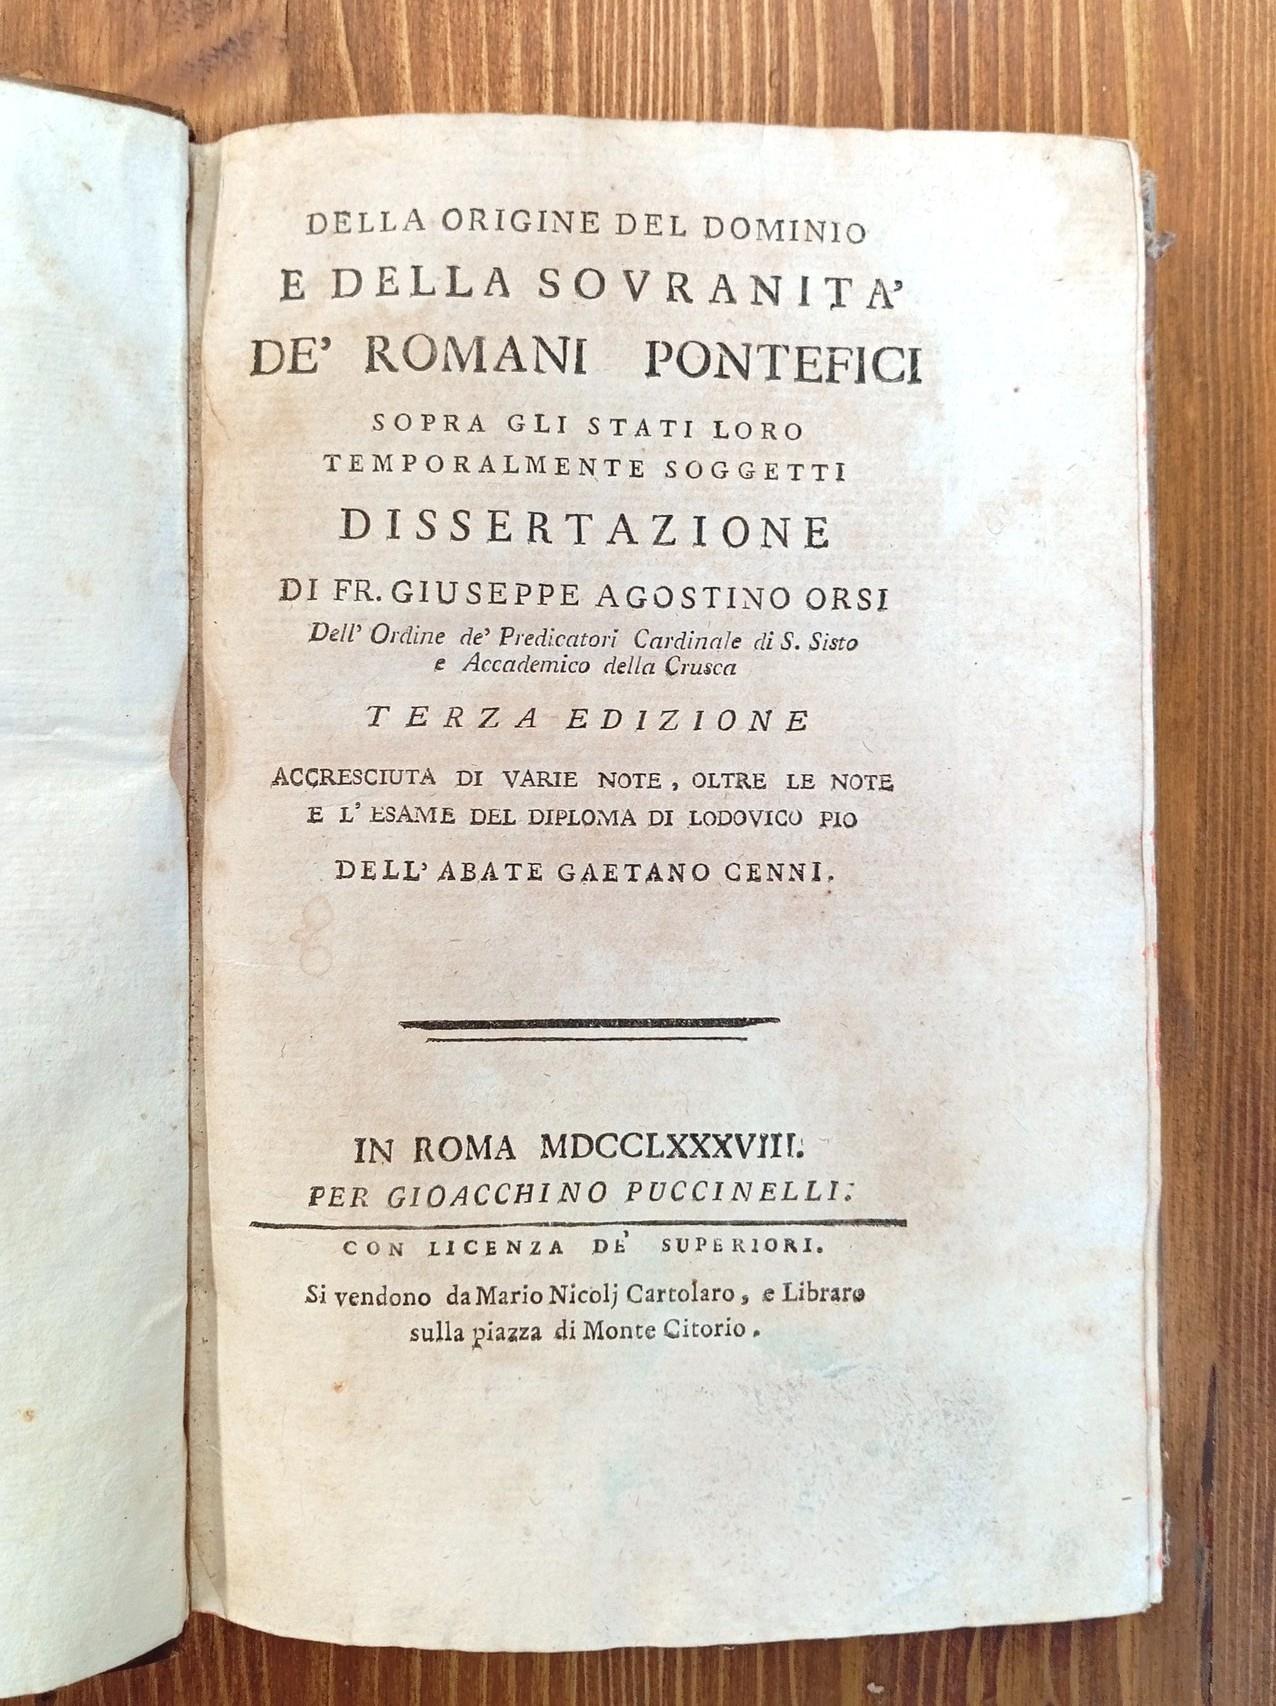 DELLA ORIGINE DEL DOMINIO
E DELLA SOVRANITA'
DE' ROMANI PONTEFICI
SOPRA GLI STATI LORO
TEMPORALMENTE SOGGETTI
DISSERTAZIONE
DI FR. GIUSEPPE AGOSTINO ORSI
Dell' Ordine de' Predicatori Cardinale di S. Sisto
e Accademico della Crusca
TERZA EDIZIONE
ACCRESCIUTA DI VARIE NOTE, OLTRE LE NOTE
E L' ESAME DEL DIPLOMA DI LODOVICO PIO
DELL' ABATE GAETANO CENNI.
IN ROMA MDCCLXXXVIII.
PER GIOACCHINO PUCCINELLI.
CON LICENZA DE' SUPERIORI.
Si vendono da Mario Nicolj Cartolaro, e Libraro
sulla piazza di Monte Citorio.